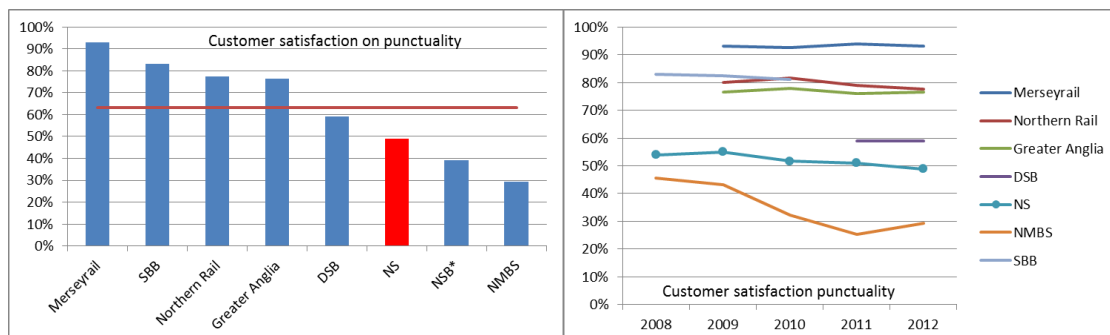 Customer satisfaction on punctuality
100%
90%
80%
70%
60%
50%
40%
30%
20%
10%
0%
Merseyrail
SBB
Northern Rail
Greater Anglia
DSB
NS
NSB*
NMBS
100%
90%
80%
70%
60%
50%
40%
30%
20%
10%
0%
Customer satisfaction punctuality
2008
2009
2010
2011
2012
Merseyrail
Northern Rail
Greater Anglia
DSB
NS
NMBS
SBB